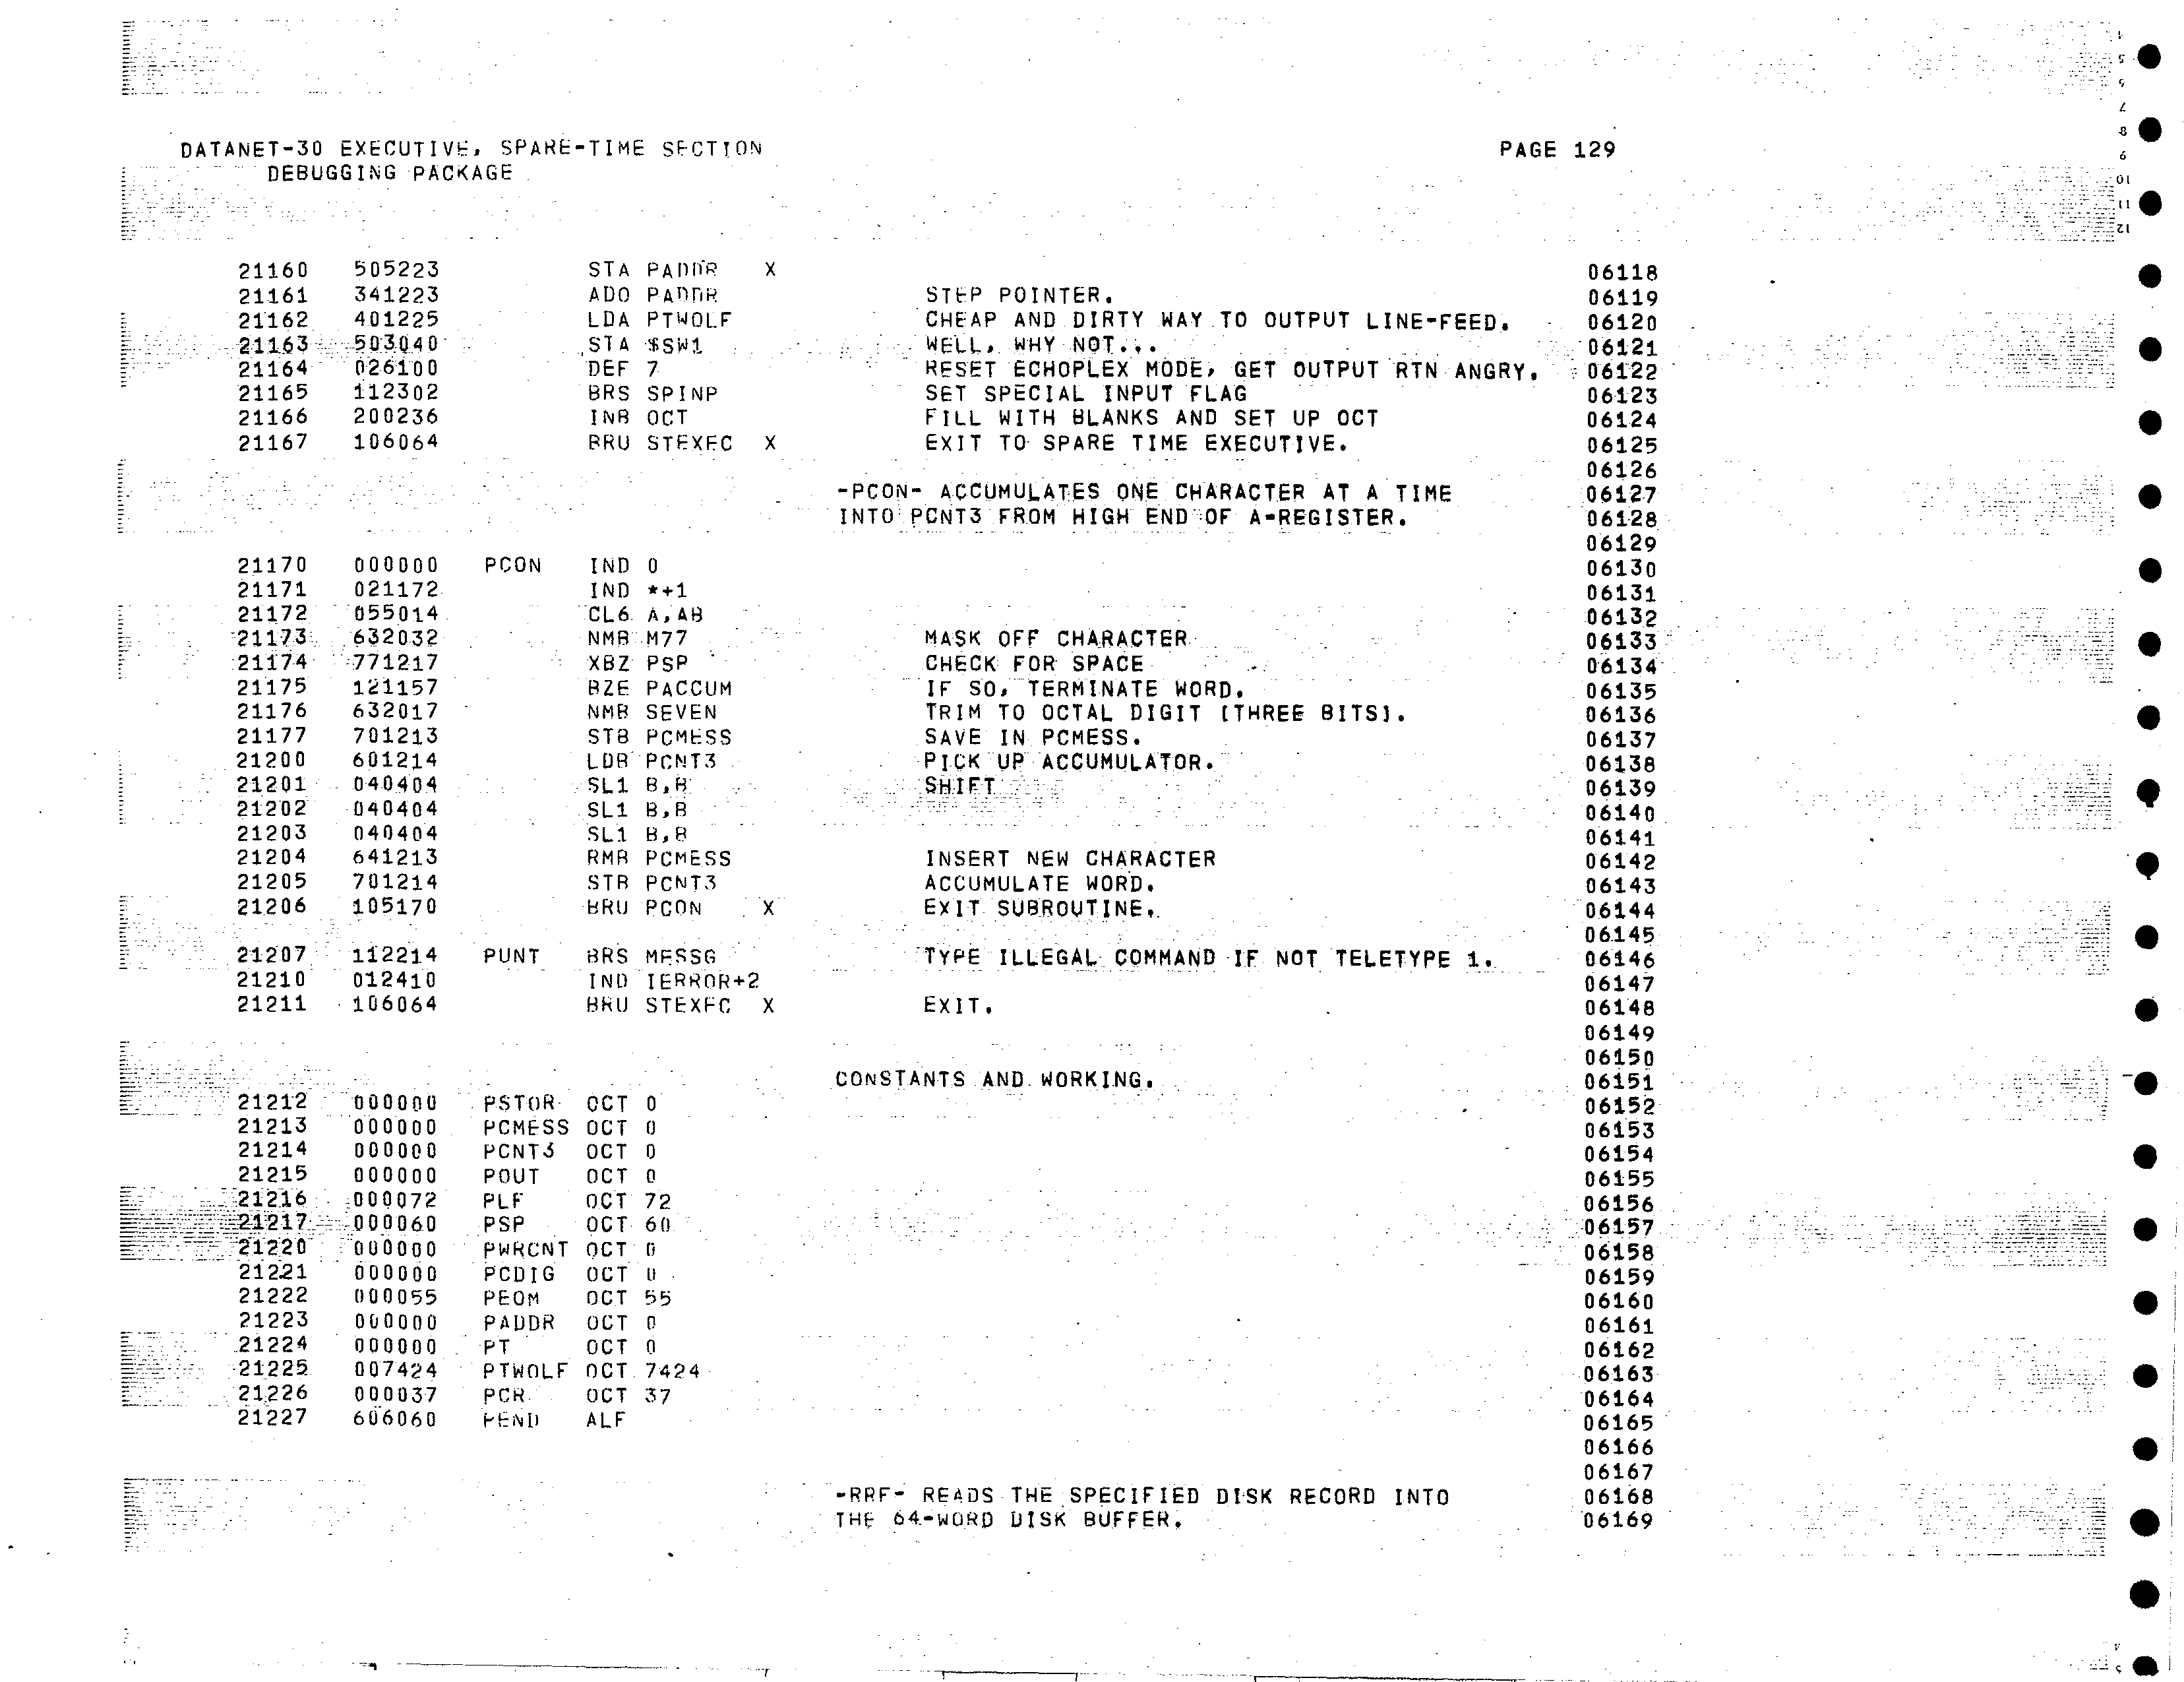 DATANET-30 EXECUTIVE, SPARE-TIME SECTION PAGE 129
DEBUGGING PACKAGE
21160 505223 STA PADDR X 06118
21161 341223 ADO PADDR STEP POINTER. 06119
21162 401225 LDA PTWOLF CHEAP AND DIRTY WAY TO OUTPUT LINE-FEED. 06120
21163 503040 STA $SW1 WELL, WHY NOT... 06121
21164 026100 DEF 7 RESET ECHOPLEX MODE, GET OUTPUT RTN ANGRY. 06122
21165 112302 BRS SPINP SET SPECIAL INPUT FLAG 06123
21166 200236 INB OCT FILL WITH BLANKS AND SET UP OCT 06124
21167 106064 BRU STEXEC X EXIT TO SPARE TIME EXECUTIVE. 06125
06126
-PCON- ACCUMULATES ONE CHARACTER AT A TIME 06127
INTO PCNT3 FROM HIGH END OF A-REGISTER. 06128
06129
21170 000000 PCON IND 0 06130
21171 021172 IND *+1 06131
21172 055014 CL6 A,AB 06132
21173 632032 NMB M77 MASK OFF CHARACTER 06133
21174 771217 XBZ PSP CHECK FOR SPACE 06134
21175 121157 BZE PACCUM IF SO, TERMINATE WORD. 06135
21176 632017 NMB SEVEN TRIM TO OCTAL DIGIT [THREE BITS]. 06136
21177 701213 STB PCMESS SAVE IN PCMESS. 06137
21200 601214 LDB PCNT3 PICK UP ACCUMULATOR. 06138
21201 040404 SL1 B,B SHIFT 06139
21202 040404 SL1 B,B 06140
21203 040404 SL1 B,B 06141
21204 641213 RMB PCMESS INSERT NEW CHARACTER 06142
21205 701214 STB PCNT3 ACCUMULATE WORD. 06143
21206 105170 BRU PCON X EXIT SUBROUTINE. 06144
06145
21207 112214 PUNT BRS MESSG TYPE ILLEGAL COMMAND IF NOT TELETYPE 1. 06146
21210 012410 IND IERROR+2 06147
21211 106064 BRU STEXEC X EXIT. 06148
06149
06150
CONSTANTS AND WORKING. 06151
21212 000000 PSTOR OCT 0 06152
21213 000000 PCMESS OCT 0 06153
21214 000000 PCNT3 OCT 0 06154
21215 000000 POUT OCT 0 06155
21216 000072 PLF OCT 72 06156
21217 000060 PSP OCT 60 06157
21220 000000 PWRCNT OCT 0 06158
21221 000000 PCDIG OCT 0 06159
21222 000055 PEOM OCT 55 06160
21223 000000 PADDR OCT 0 06161
21224 000000 PT OCT 0 06162
21225 007424 PTWOLF OCT 7424 06163
21226 000037 PCR OCT 37 06164
21227 606060 PEND ALF 06165
06166
06167
-RRF- READS THE SPECIFIED DISK RECORD INTO 06168
THE 64-WORD DISK BUFFER. 06169